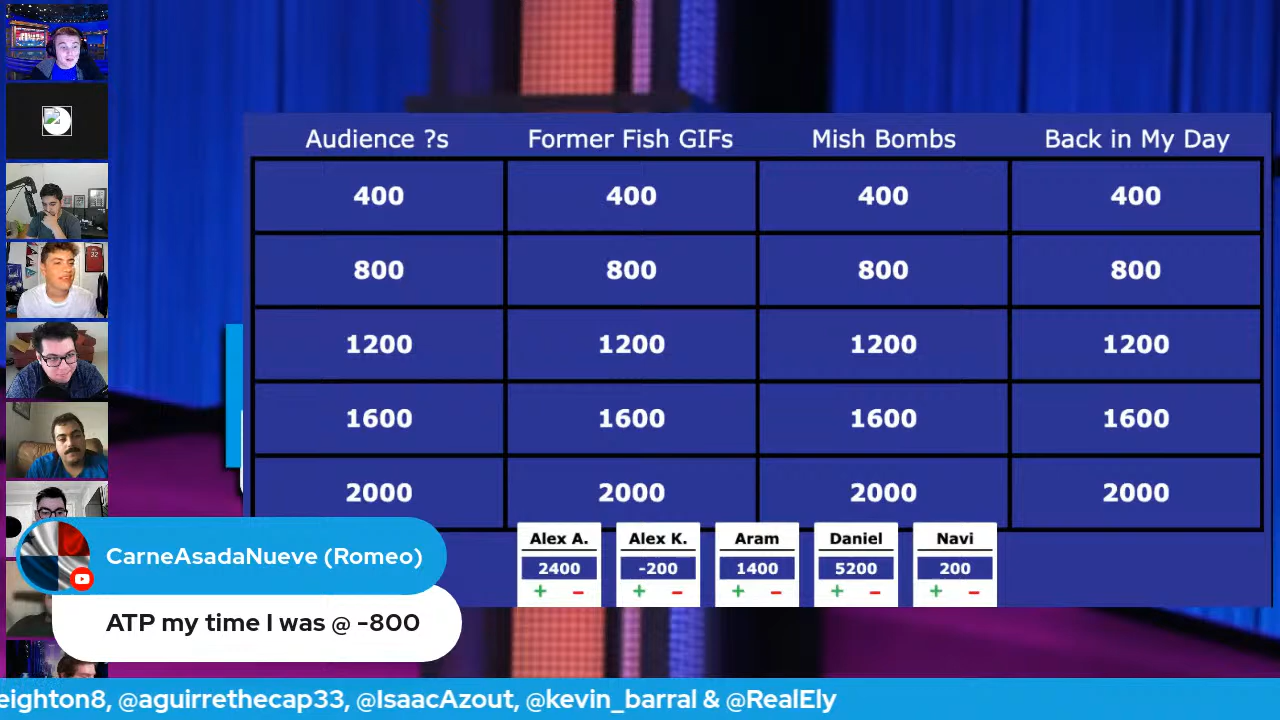 Audience ?s Former Fish GIFs Mish Bombs Back in My Day
400 400 400 400
800 800 800 800
1200 1200 1200 1200
1600 1600 1600 1600
2000 2000 2000 2000
Alex A. Alex K. Aram Daniel Navi
2400 -200 1400 5200 200
+ - + - + - + - + -
CarneAsadaNueve (Romeo)
ATP my time I was @ -800
eighton8, @aguirrethecap33, @IsaacAzout, @kevin_barral & @RealEly